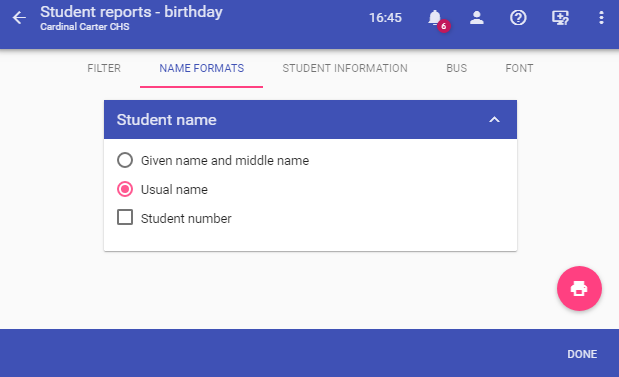 Student reports - birthday
Cardinal Carter CHS
16:45
6
FILTER NAME FORMATS STUDENT INFORMATION BUS FONT
Student name
Given name and middle name
Usual name
Student number
DONE